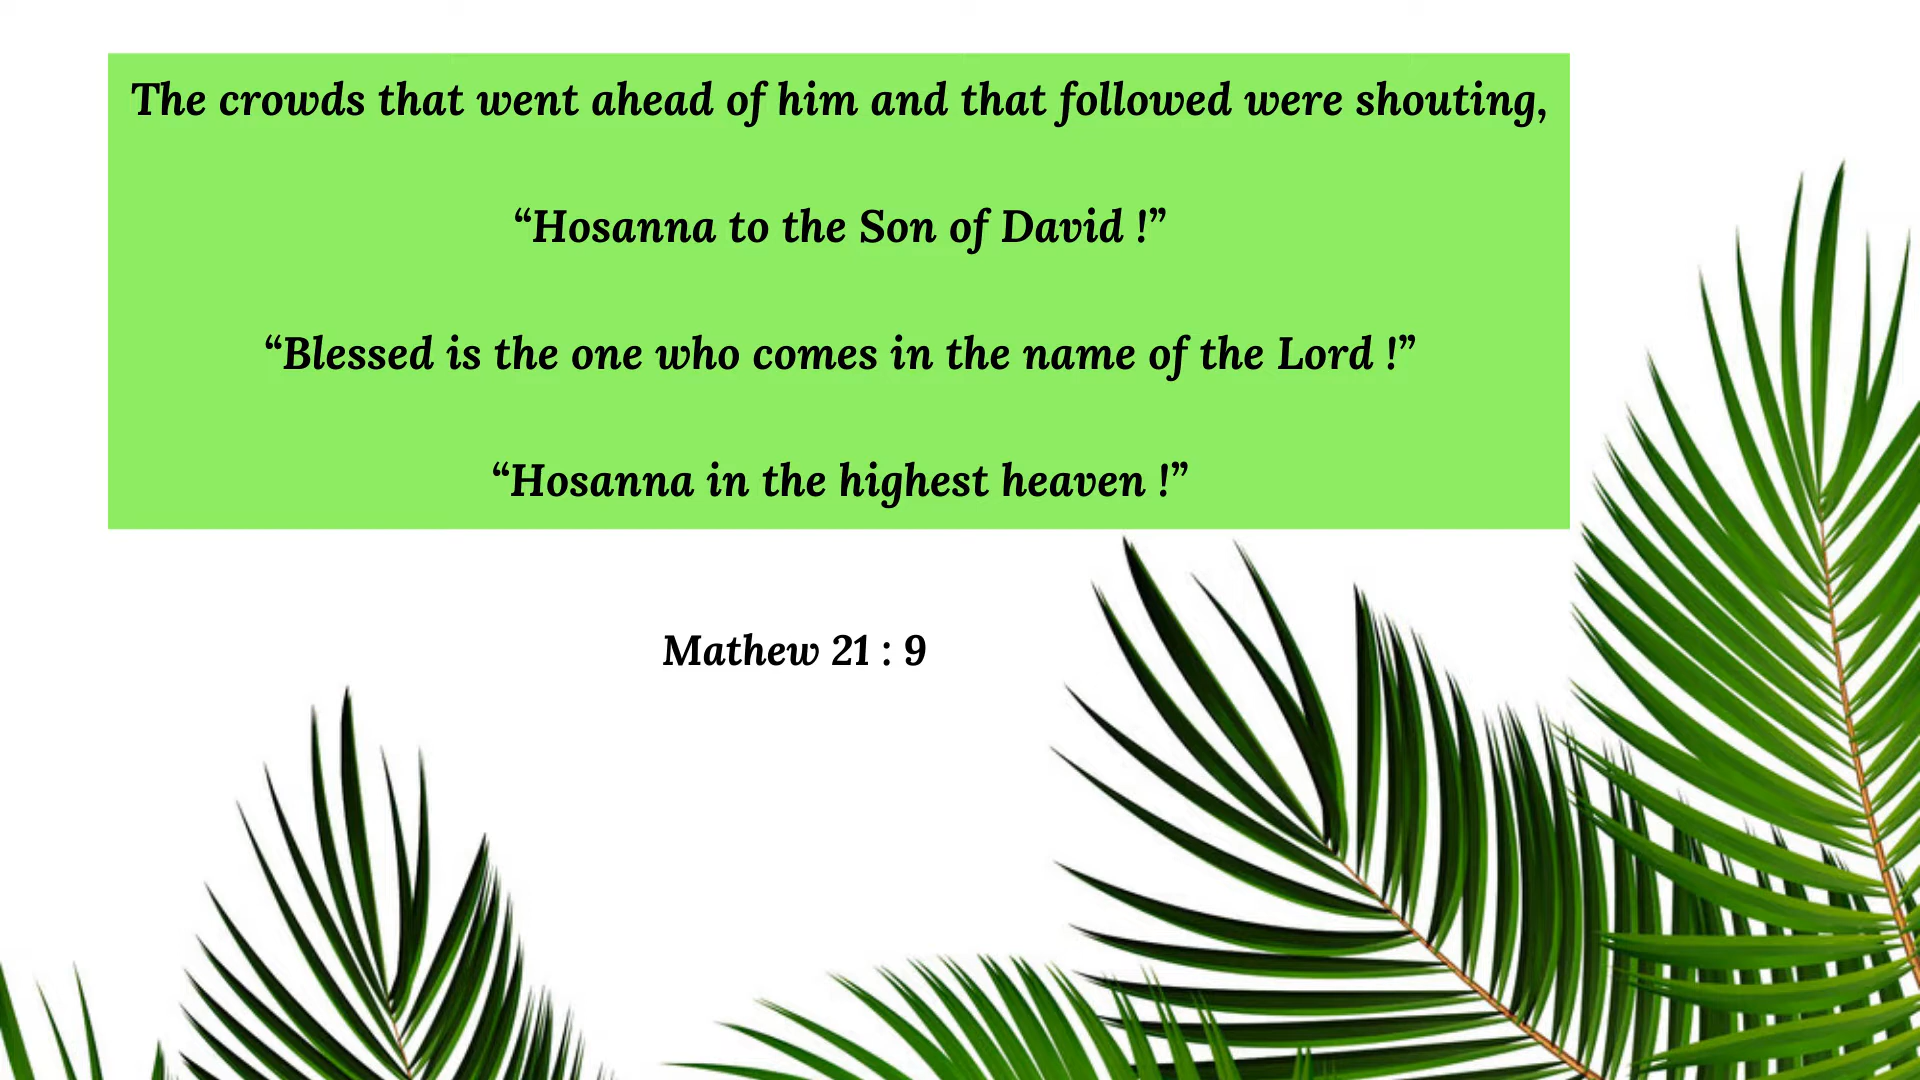 The crowds that went ahead of him and that followed were shouting,
“Hosanna to the Son of David !”
“Blessed is the one who comes in the name of the Lord !”
“Hosanna in the highest heaven !”
Mathew 21 : 9